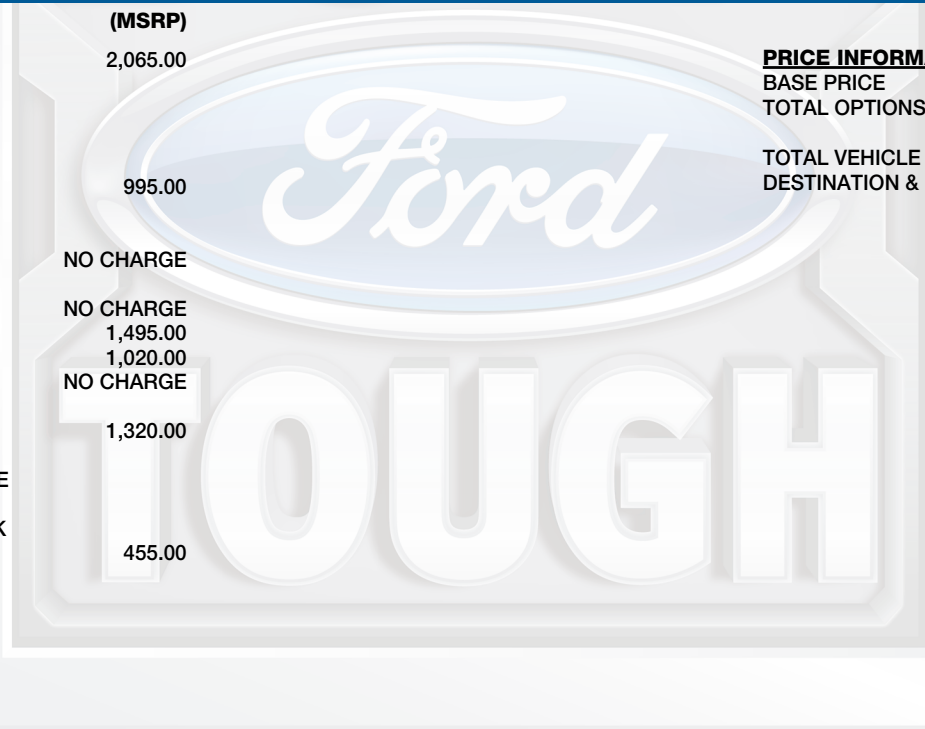 (MSRP)
2,065.00
995.00
NO CHARGE
NO CHARGE
1,495.00
1,020.00
NO CHARGE
1,320.00
E
K
455.00
PRICE INFORMA
BASE PRICE
TOTAL OPTIONS
TOTAL VEHICLE
DESTINATION &
Ford
TOUGH